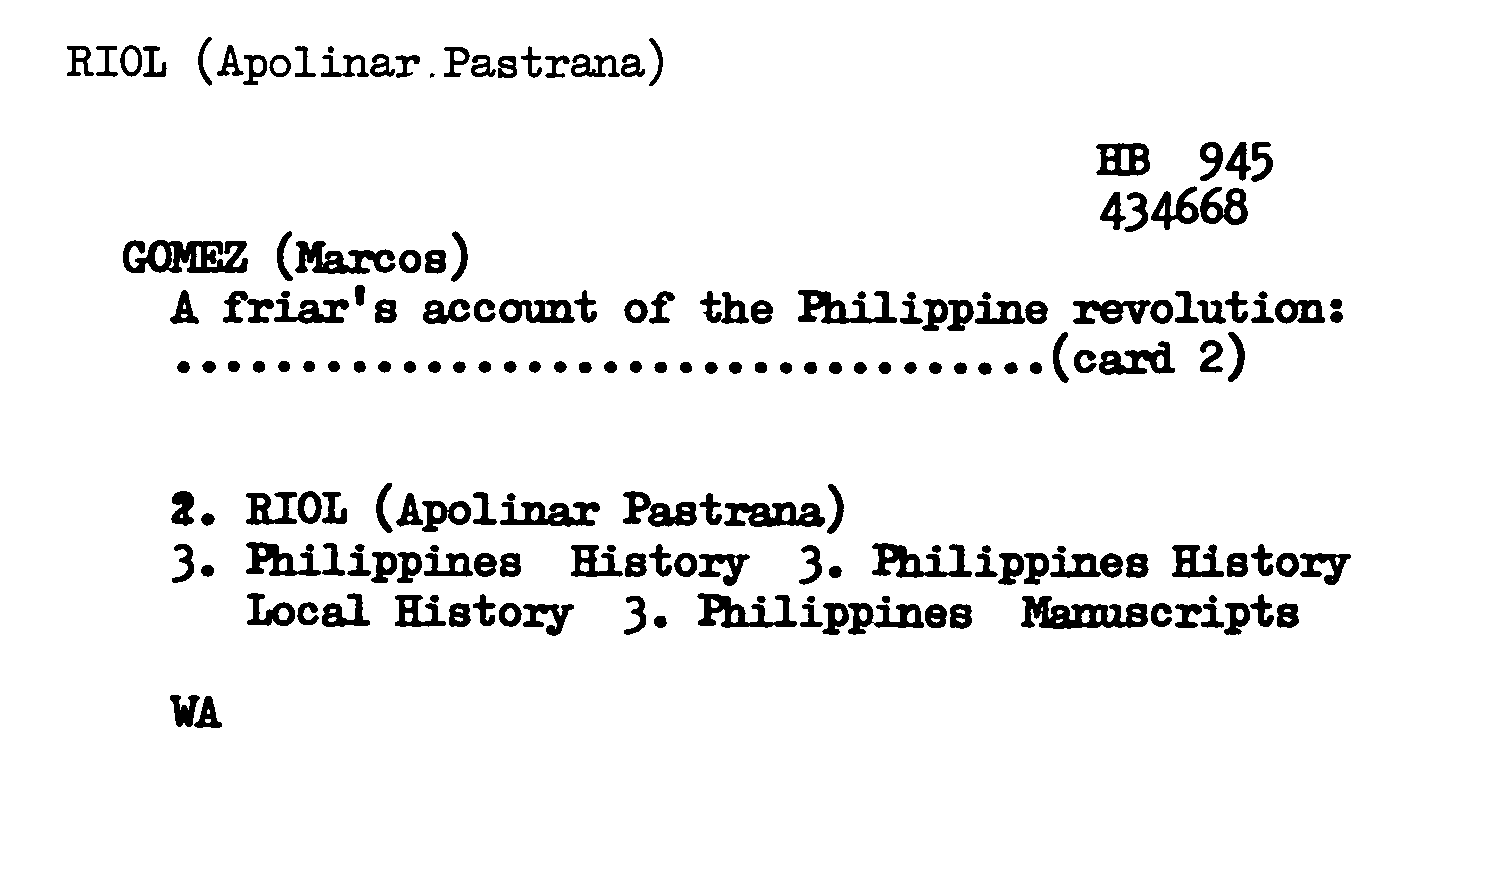 RIOL (Apolinar Pastrana)
HB 945
434668
GOMEZ (Marcos)
A friar's account of the Philippine revolution:
...................................(card 2)
2. RIOL (Apolinar Pastrana)
3. Philippines History 3. Philippines History
Local History 3. Philippines Manuscripts
WA